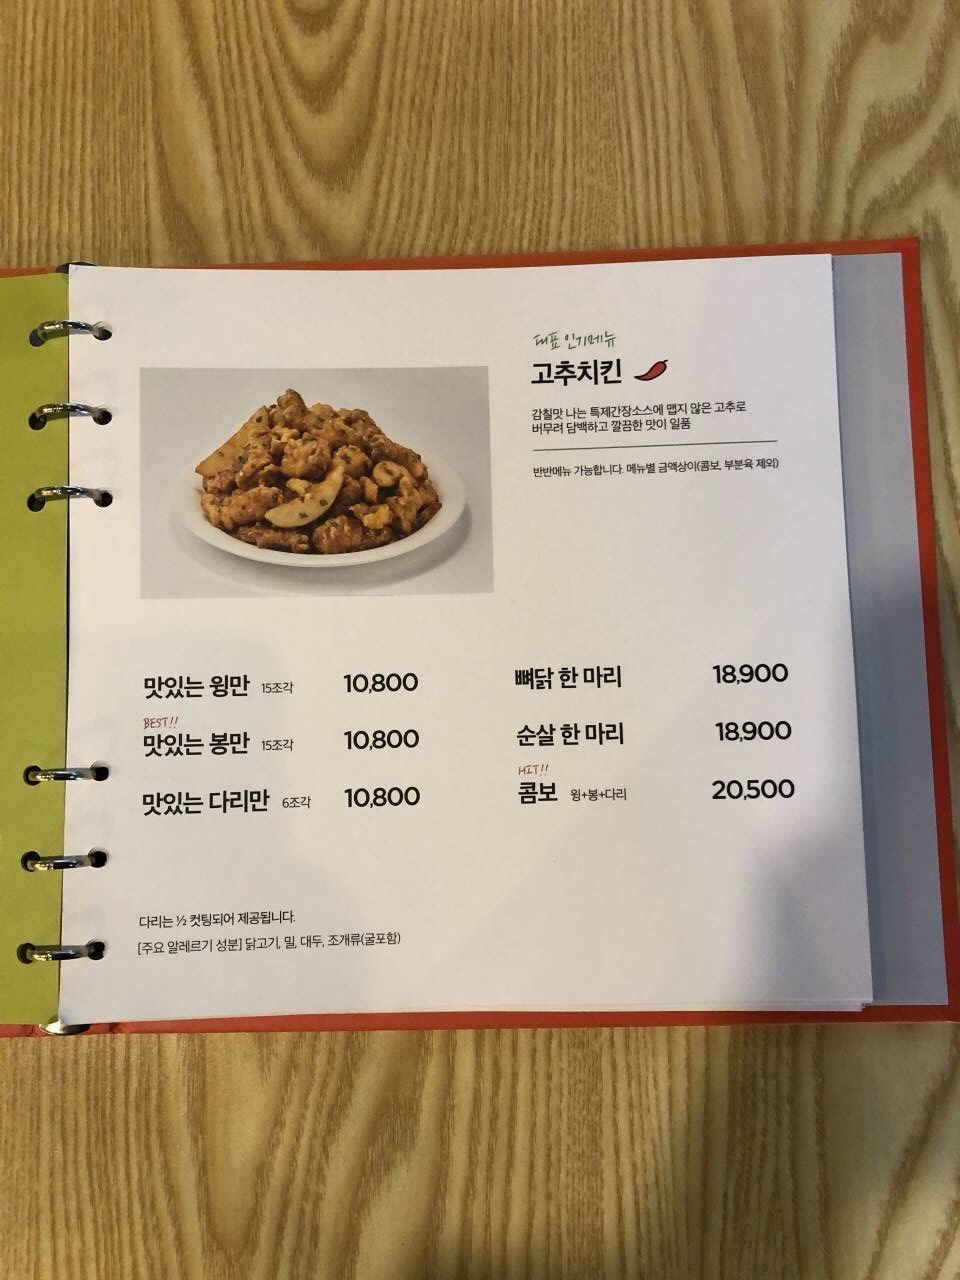 대표 인기메뉴
고추치킨
감칠맛 나는 특제간장소스에 맵지 않은 고추로
버무려 담백하고 깔끔한 맛이 일품
반반메뉴 가능합니다. 메뉴별 금액상이(콤보, 부분육 제외)
맛있는 윙만 15조각 10,800
BEST!!
맛있는 봉만 15조각 10,800
맛있는 다리만 6조각 10,800
뼈닭 한 마리 18,900
순살 한 마리 18,900
HIT!!
콤보 윙+봉+다리 20,500
다리는 ½ 컷팅되어 제공됩니다.
[주요 알레르기 성분] 닭고기, 밀, 대두, 조개류(굴포함)